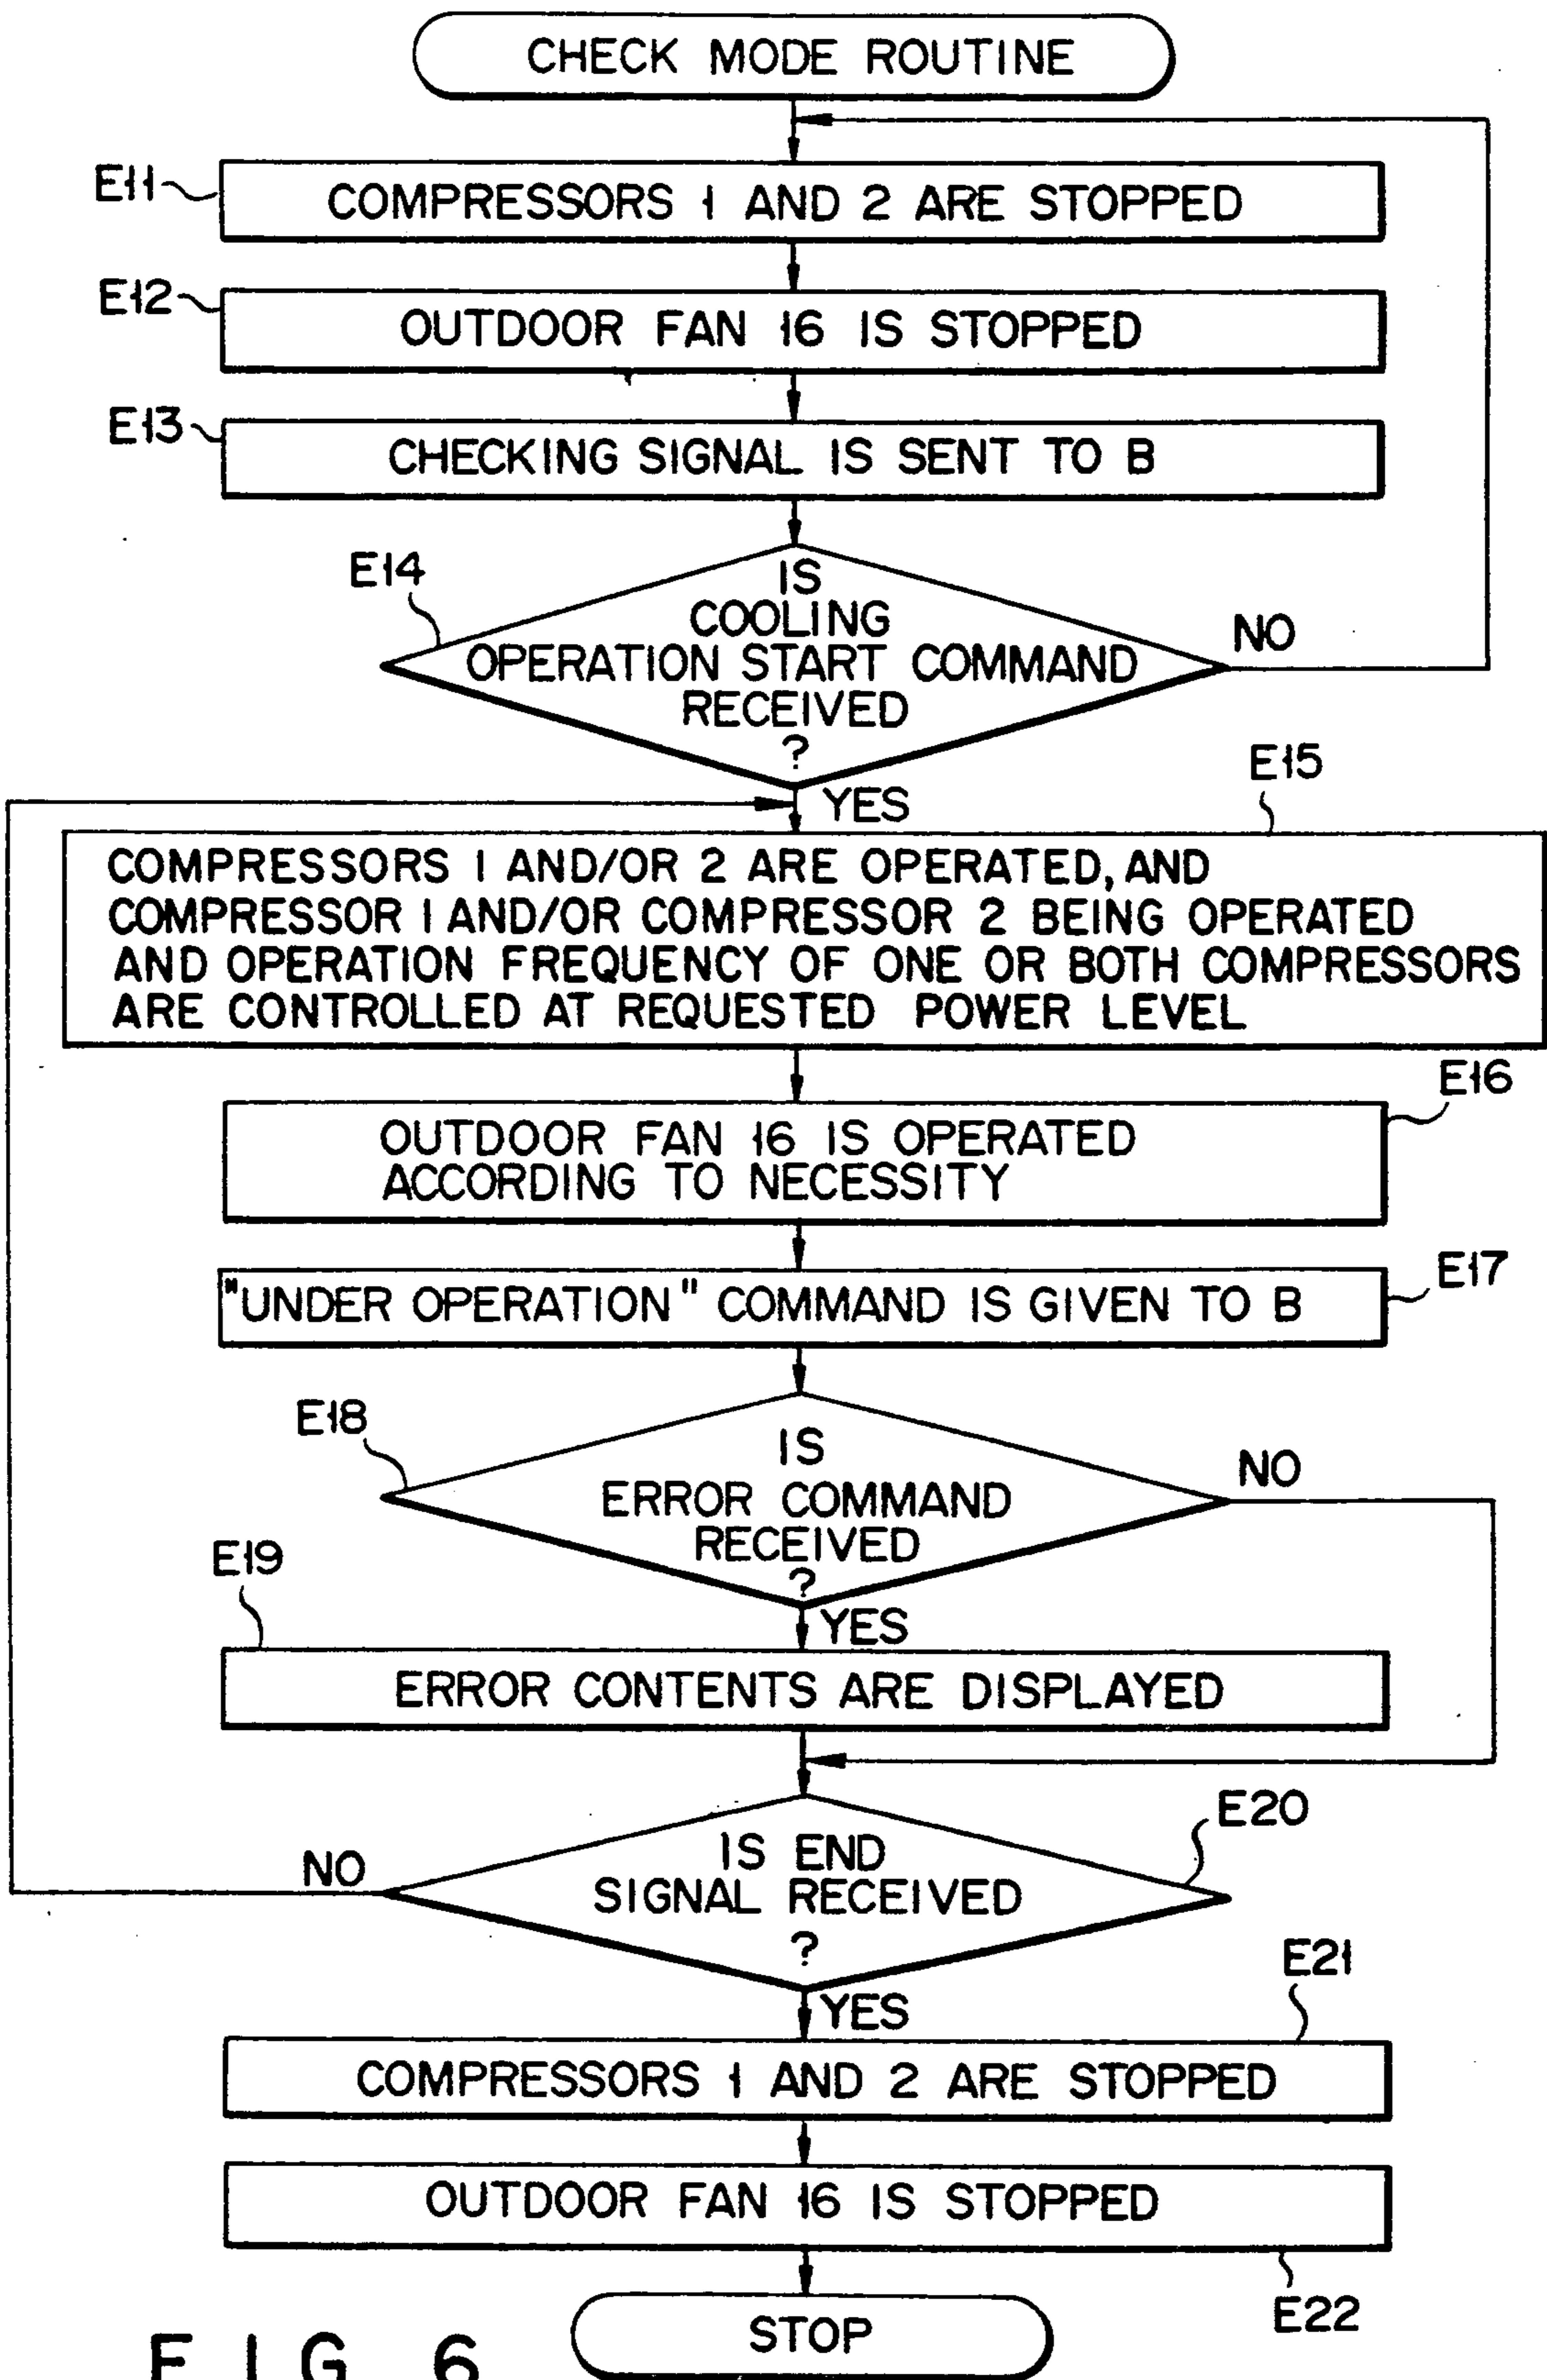 CHECK MODE ROUTINE
E11
COMPRESSORS 1 AND 2 ARE STOPPED
E12
OUTDOOR FAN 16 IS STOPPED
E13
CHECKING SIGNAL IS SENT TO B
E14
IS
COOLING
OPERATION START COMMAND
RECEIVED
?
NO
YES
E15
COMPRESSORS 1 AND/OR 2 ARE OPERATED, AND
COMPRESSOR 1 AND/OR COMPRESSOR 2 BEING OPERATED
AND OPERATION FREQUENCY OF ONE OR BOTH COMPRESSORS
ARE CONTROLLED AT REQUESTED POWER LEVEL
E16
OUTDOOR FAN 16 IS OPERATED
ACCORDING TO NECESSITY
E17
"UNDER OPERATION" COMMAND IS GIVEN TO B
E18
IS
ERROR COMMAND
RECEIVED
?
NO
YES
E19
ERROR CONTENTS ARE DISPLAYED
E20
IS END
SIGNAL RECEIVED
?
NO
YES
E21
COMPRESSORS 1 AND 2 ARE STOPPED
OUTDOOR FAN 16 IS STOPPED
E22
STOP
FIG. 6